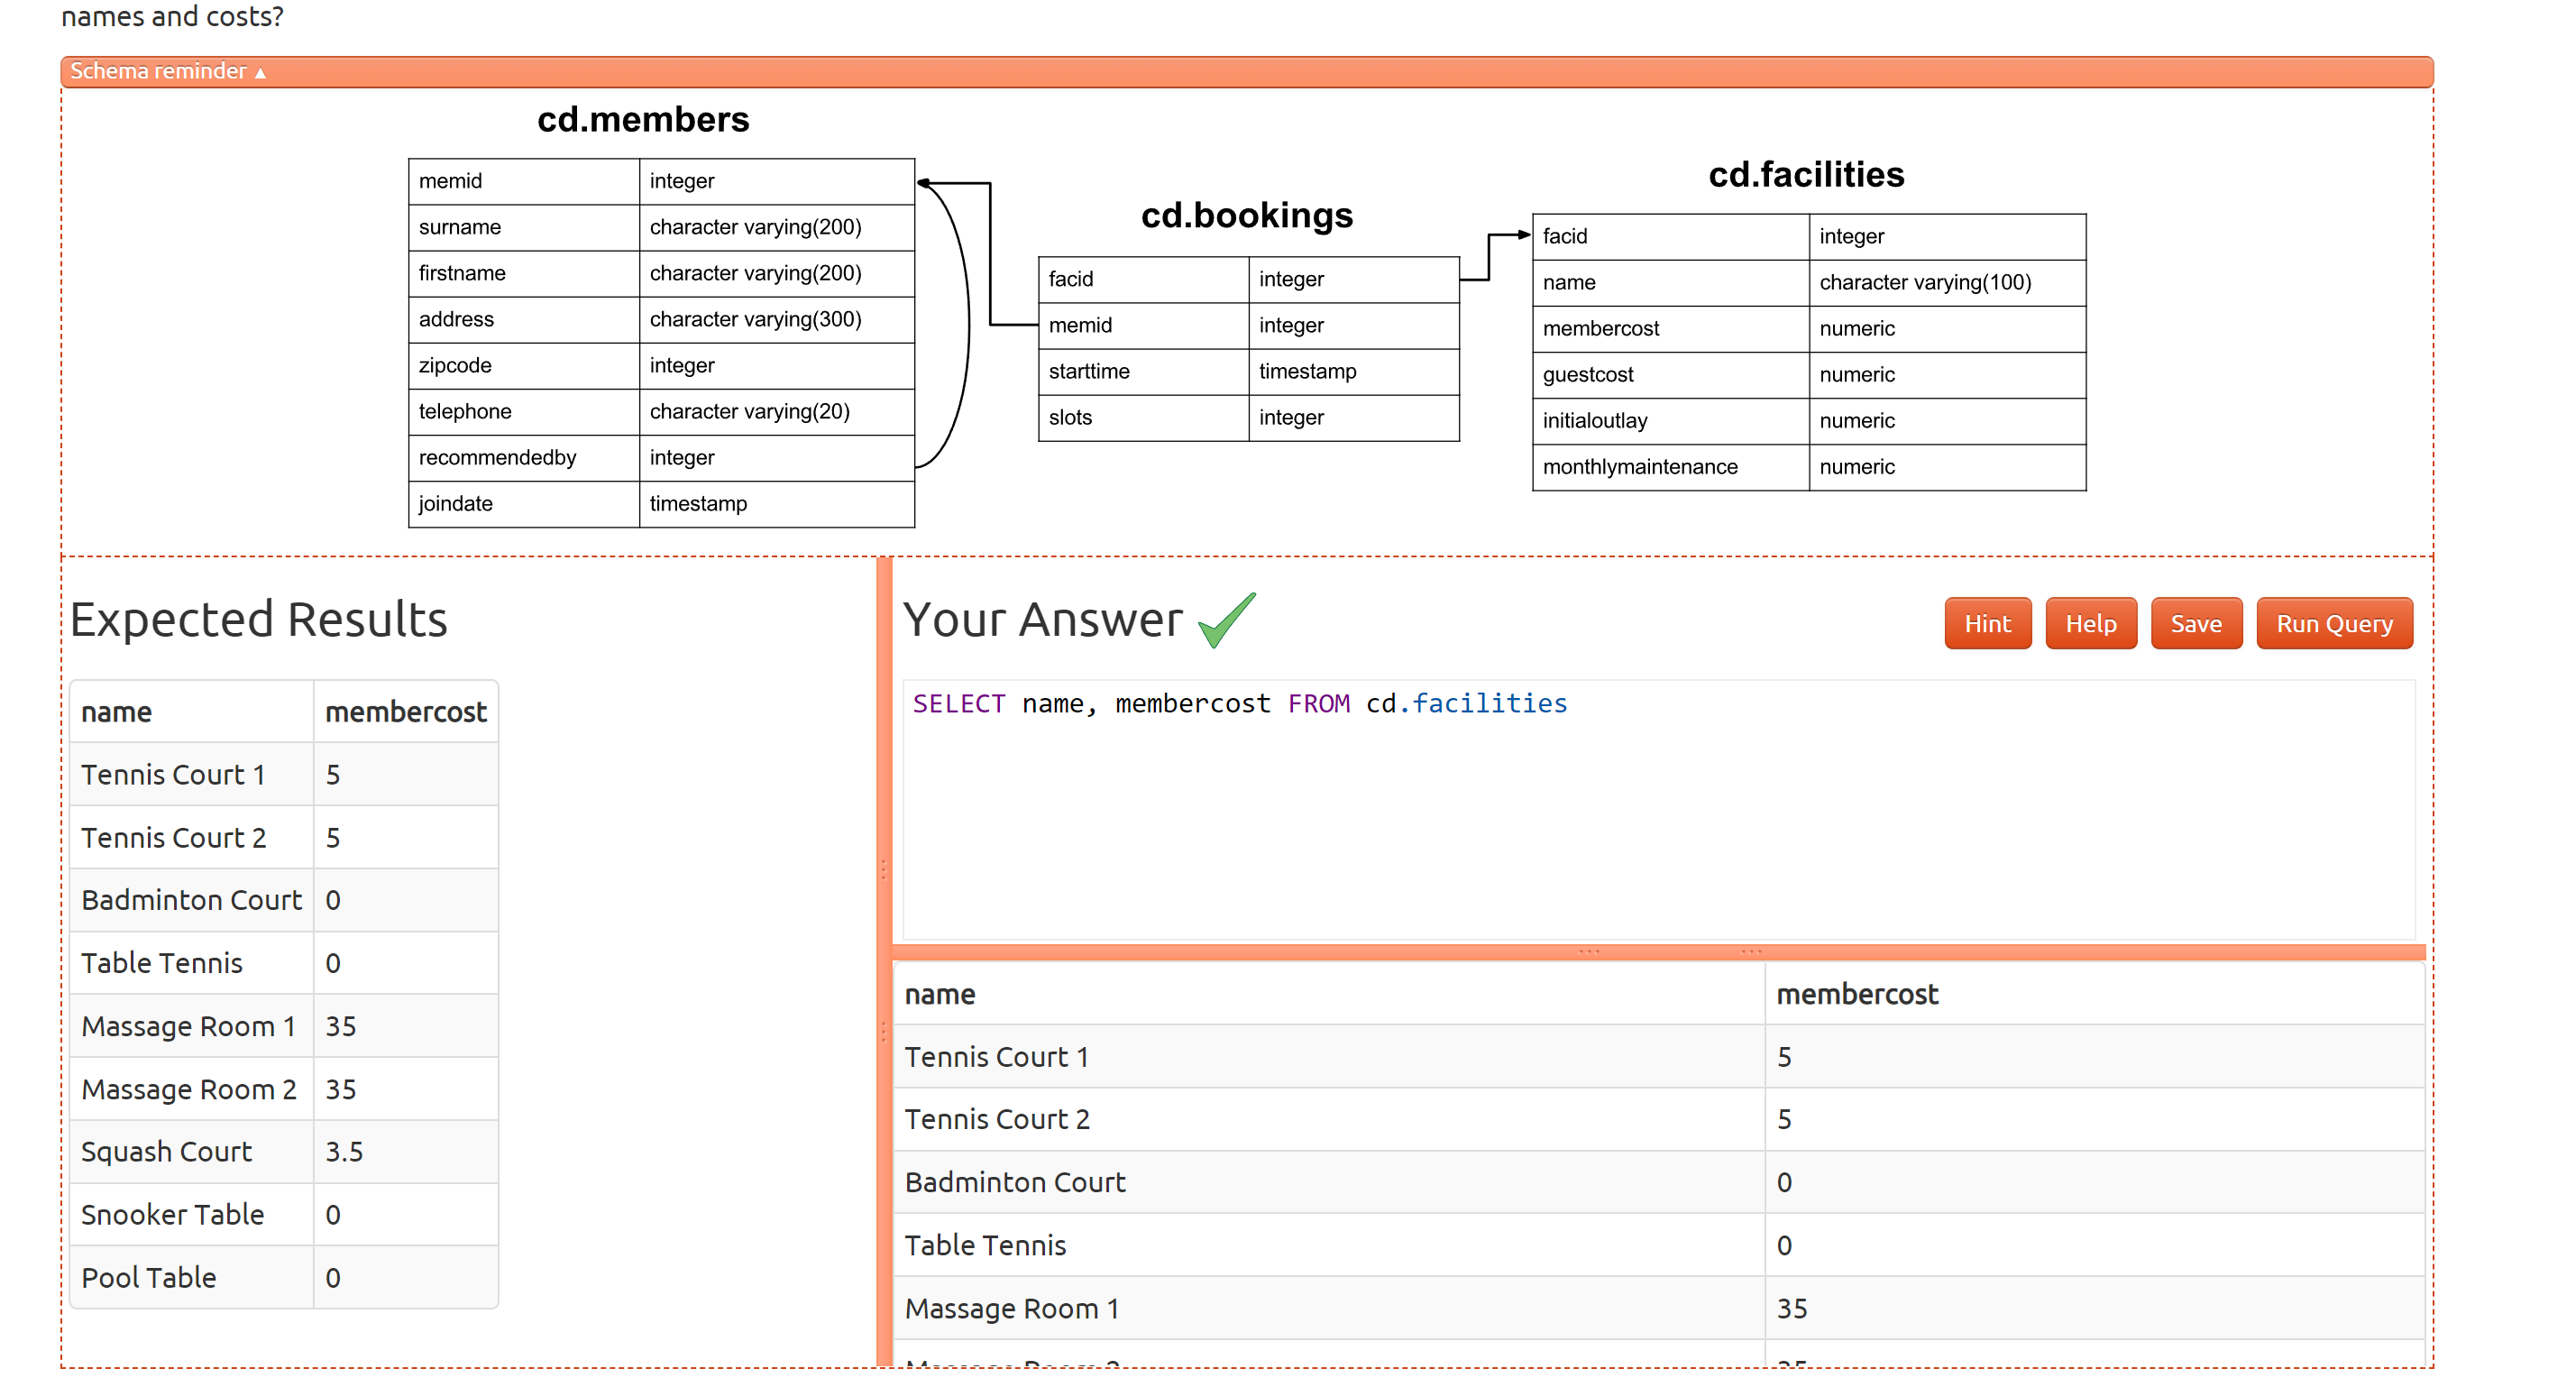 names and costs?
Schema reminder ▲
cd.members
memid integer
surname character varying(200)
firstname character varying(200)
address character varying(300)
zipcode integer
telephone character varying(20)
recommendedby integer
joindate timestamp
cd.bookings
facid integer
memid integer
starttime timestamp
slots integer
cd.facilities
facid integer
name character varying(100)
membercost numeric
guestcost numeric
initialoutlay numeric
monthlymaintenance numeric
Expected Results
name membercost
Tennis Court 1 5
Tennis Court 2 5
Badminton Court 0
Table Tennis 0
Massage Room 1 35
Massage Room 2 35
Squash Court 3.5
Snooker Table 0
Pool Table 0
Your Answer
Hint Help Save Run Query
SELECT name, membercost FROM cd.facilities
name membercost
Tennis Court 1 5
Tennis Court 2 5
Badminton Court 0
Table Tennis 0
Massage Room 1 35